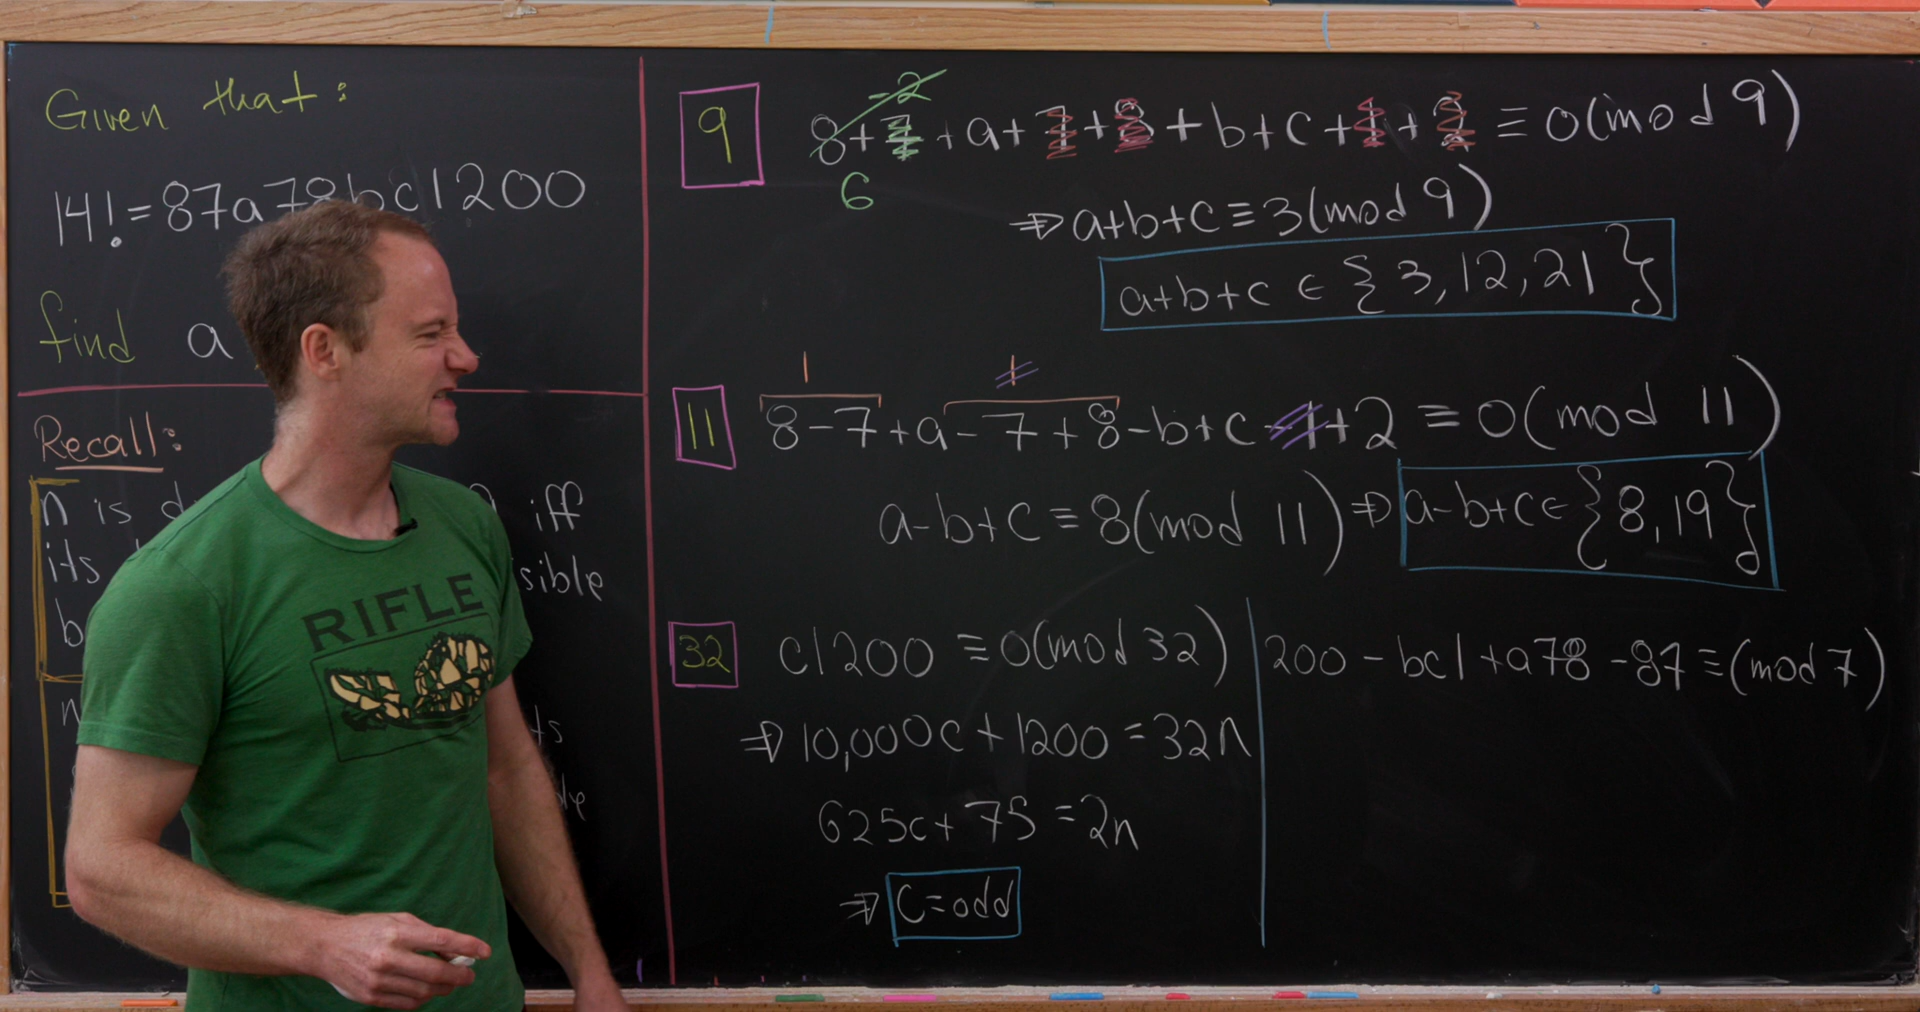 Given that:
14! = 87a78bc1200
find a
Recall:
n is iff
its sible
b
n ts
RIFLE
9
-2
8+7+a+7+8+b+c+1+2 ≡ 0(mod 9)
6
⇒ a+b+c ≡ 3(mod 9)
a+b+c ∈ {3,12,21}
1 1
11
8-7+a-7+8-b+c-1+2 ≡ 0(mod 11)
a-b+c ≡ 8(mod 11) ⇒ a-b+c ∈ {8,19}
32
c1200 ≡ 0(mod 32)
⇒ 10,000c + 1200 = 32n
625c + 75 = 2n
⇒ c=odd
200 - bc1 + a78 - 87 ≡ (mod 7)